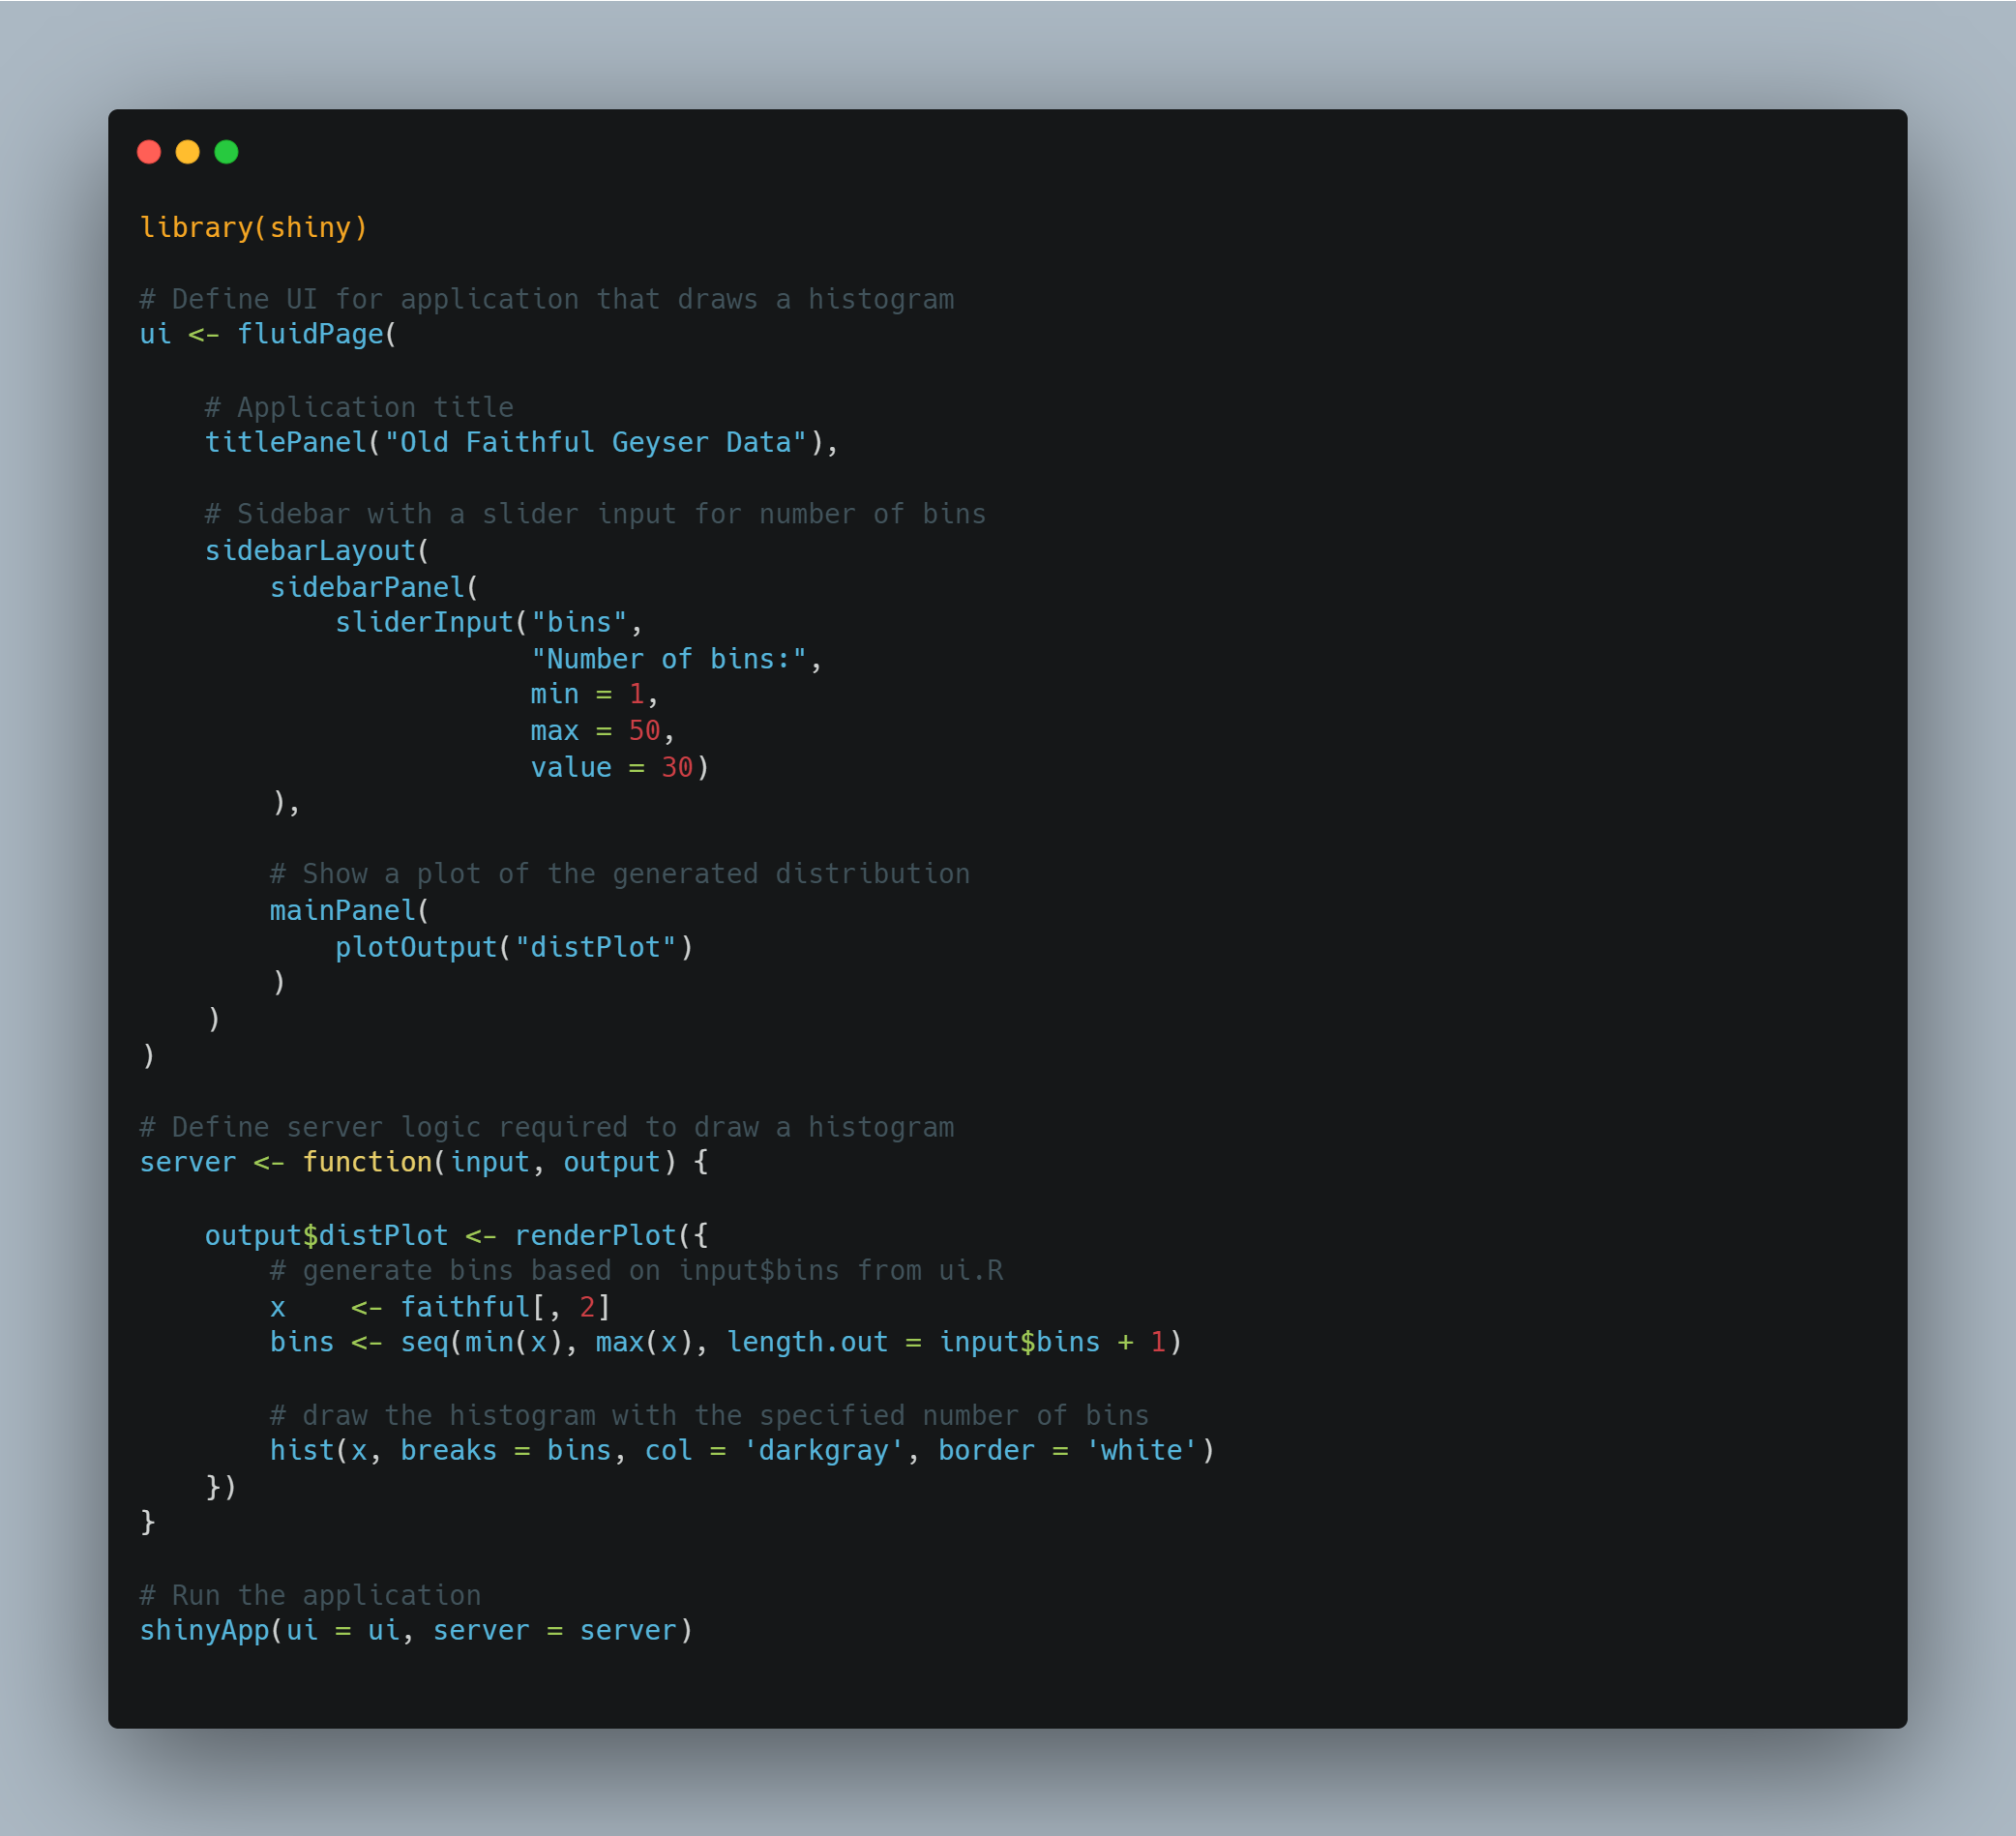 library(shiny)
# Define UI for application that draws a histogram
ui <- fluidPage(
    # Application title
    titlePanel("Old Faithful Geyser Data"),
    # Sidebar with a slider input for number of bins
    sidebarLayout(
        sidebarPanel(
            sliderInput("bins",
                        "Number of bins:",
                        min = 1,
                        max = 50,
                        value = 30)
        ),
        # Show a plot of the generated distribution
        mainPanel(
            plotOutput("distPlot")
        )
    )
)
# Define server logic required to draw a histogram
server <- function(input, output) {
    output$distPlot <- renderPlot({
        # generate bins based on input$bins from ui.R
        x    <- faithful[, 2]
        bins <- seq(min(x), max(x), length.out = input$bins + 1)
        # draw the histogram with the specified number of bins
        hist(x, breaks = bins, col = 'darkgray', border = 'white')
    })
}
# Run the application
shinyApp(ui = ui, server = server)